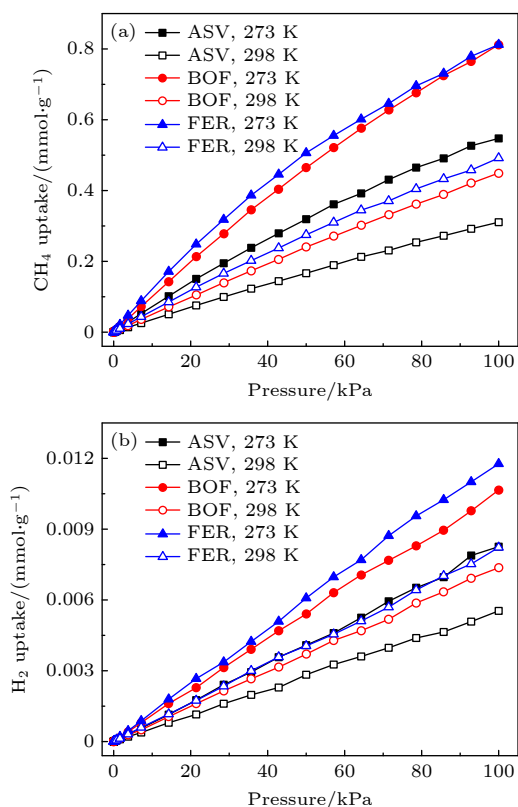 (a)
ASV, 273 K
ASV, 298 K
BOF, 273 K
BOF, 298 K
FER, 273 K
FER, 298 K
CH₄ uptake/(mmol·g⁻¹)
0.8
0.6
0.4
0.2
0
0 20 40 60 80 100
Pressure/kPa
(b)
ASV, 273 K
ASV, 298 K
BOF, 273 K
BOF, 298 K
FER, 273 K
FER, 298 K
H₂ uptake/(mmol·g⁻¹)
0.012
0.009
0.006
0.003
0
0 20 40 60 80 100
Pressure/kPa